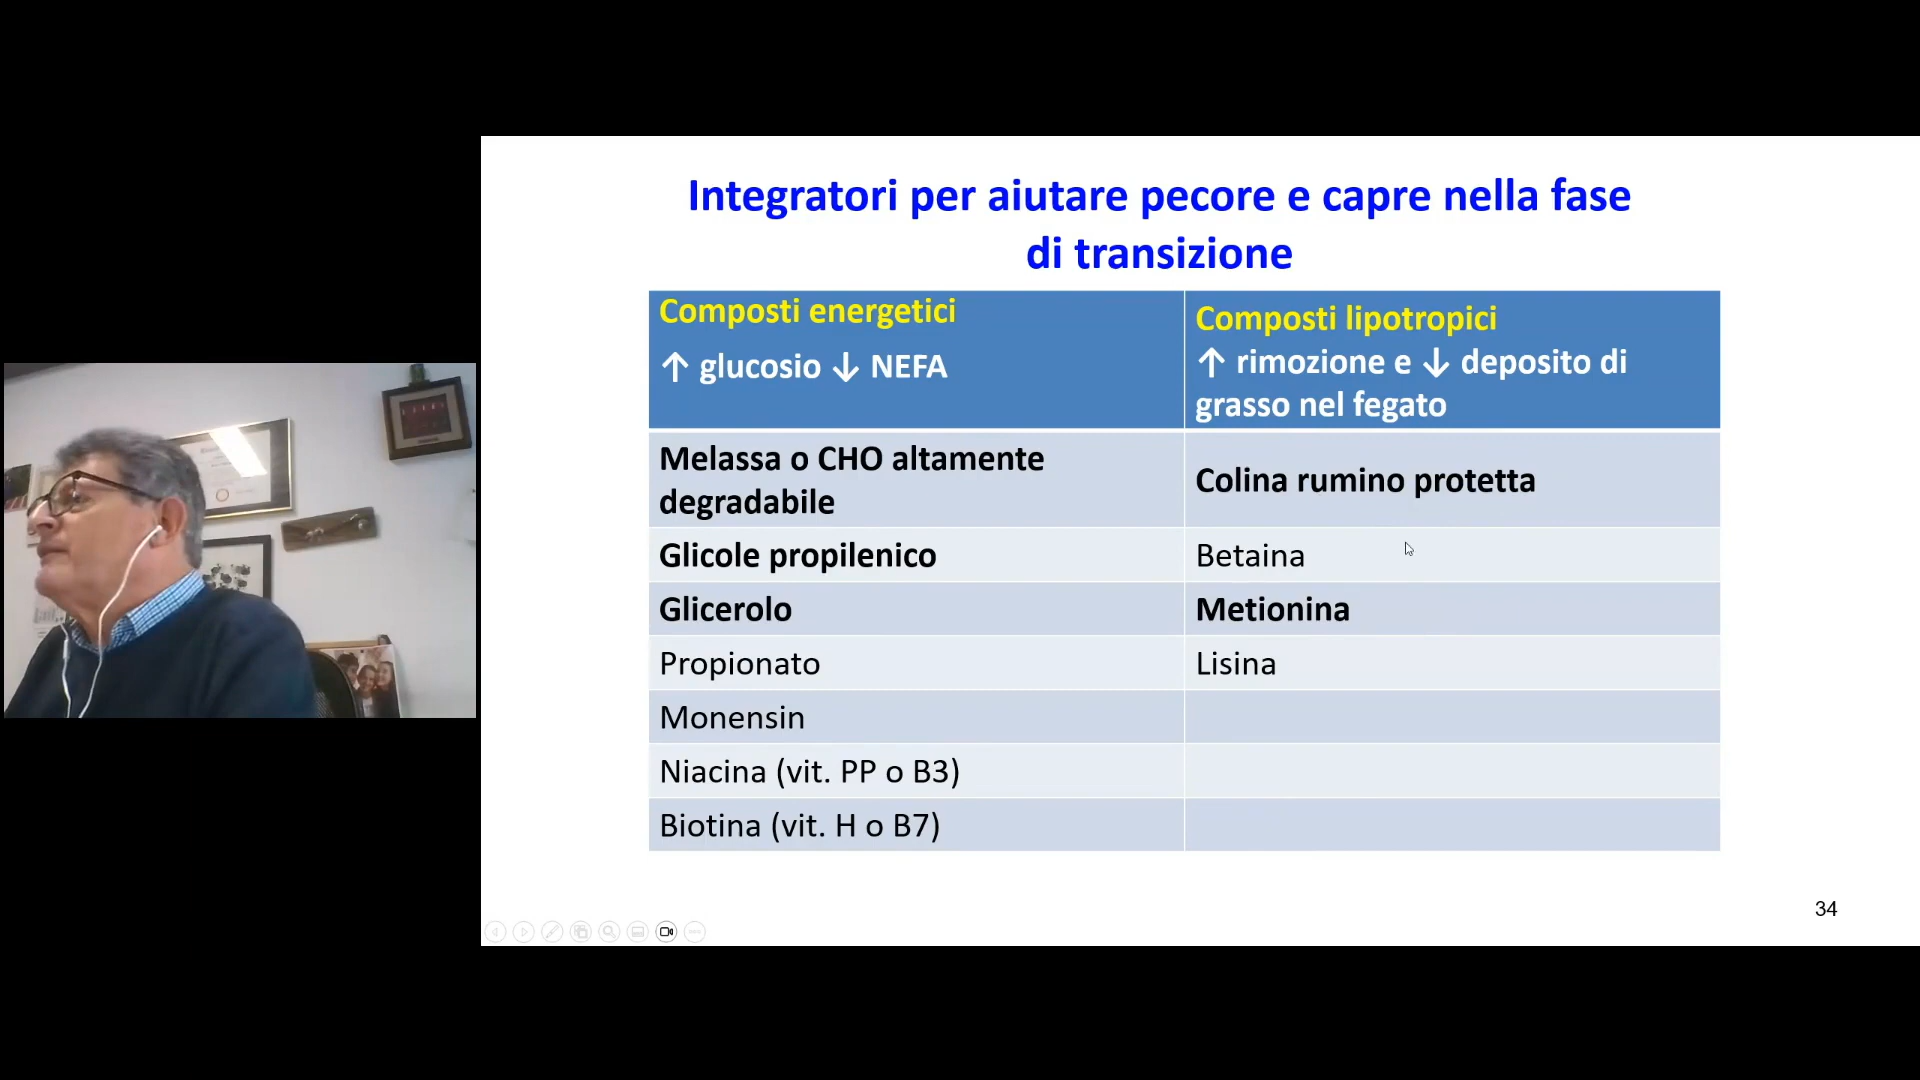 Integratori per aiutare pecore e capre nella fase
di transizione
Composti energetici
↑ glucosio ↓ NEFA
Composti lipotropici
↑ rimozione e ↓ deposito di
grasso nel fegato
Melassa o CHO altamente
degradabile
Colina rumino protetta
Glicole propilenico
Betaina
Glicerolo
Metionina
Propionato
Lisina
Monensin
Niacina (vit. PP o B3)
Biotina (vit. H o B7)
34